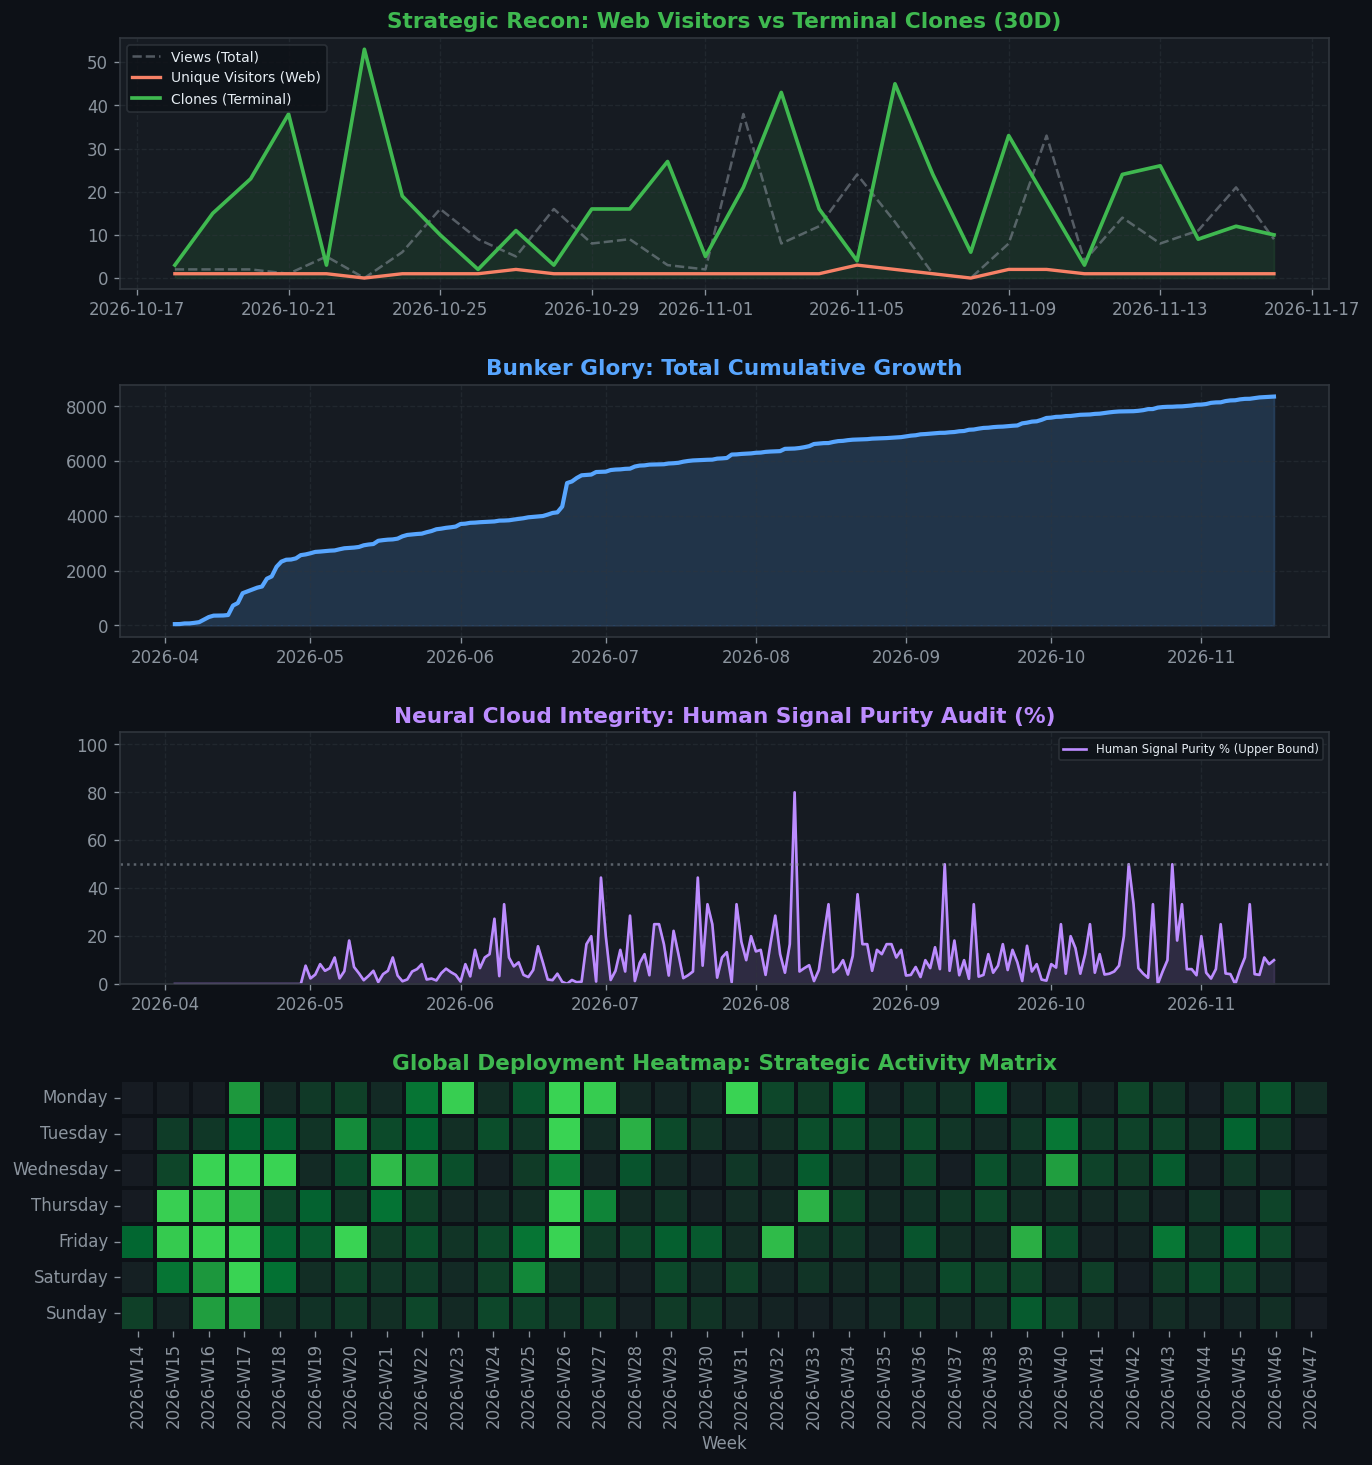 Strategic Recon: Web Visitors vs Terminal Clones (30D)
Views (Total)
Unique Visitors (Web)
Clones (Terminal)
50
40
30
20
10
0
2026-10-17 2026-10-21 2026-10-25 2026-10-29 2026-11-01 2026-11-05 2026-11-09 2026-11-13 2026-11-17
Bunker Glory: Total Cumulative Growth
8000
6000
4000
2000
0
2026-04 2026-05 2026-06 2026-07 2026-08 2026-09 2026-10 2026-11
Neural Cloud Integrity: Human Signal Purity Audit (%)
Human Signal Purity % (Upper Bound)
100
80
60
40
20
0
2026-04 2026-05 2026-06 2026-07 2026-08 2026-09 2026-10 2026-11
Global Deployment Heatmap: Strategic Activity Matrix
Monday
Tuesday
Wednesday
Thursday
Friday
Saturday
Sunday
2026-W14 2026-W15 2026-W16 2026-W17 2026-W18 2026-W19 2026-W20 2026-W21 2026-W22 2026-W23 2026-W24 2026-W25 2026-W26 2026-W27 2026-W28 2026-W29 2026-W30 2026-W31 2026-W32 2026-W33 2026-W34 2026-W35 2026-W36 2026-W37 2026-W38 2026-W39 2026-W40 2026-W41 2026-W42 2026-W43 2026-W44 2026-W45 2026-W46 2026-W47
Week